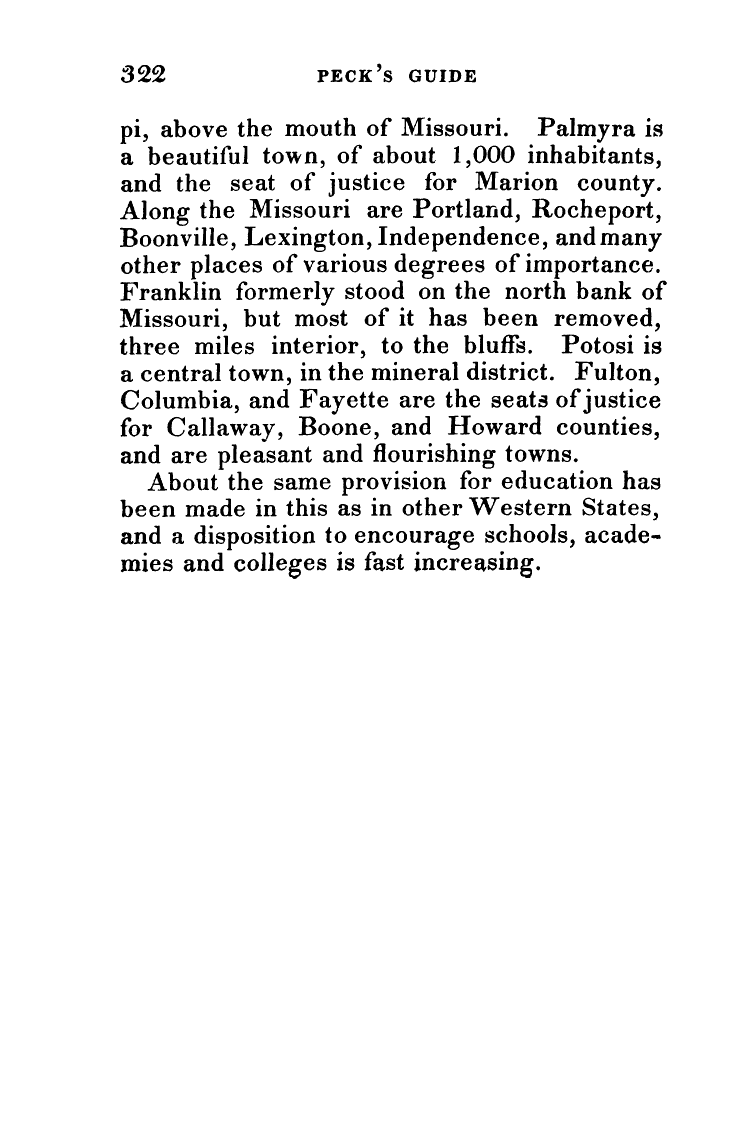 322 PECK'S GUIDE
pi, above the mouth of Missouri. Palmyra is
a beautiful town, of about 1,000 inhabitants,
and the seat of justice for Marion county.
Along the Missouri are Portland, Rocheport,
Boonville, Lexington, Independence, and many
other places of various degrees of importance.
Franklin formerly stood on the north bank of
Missouri, but most of it has been removed,
three miles interior, to the bluffs. Potosi is
a central town, in the mineral district. Fulton,
Columbia, and Fayette are the seats of justice
for Callaway, Boone, and Howard counties,
and are pleasant and flourishing towns.
About the same provision for education has
been made in this as in other Western States,
and a disposition to encourage schools, acade-
mies and colleges is fast increasing.